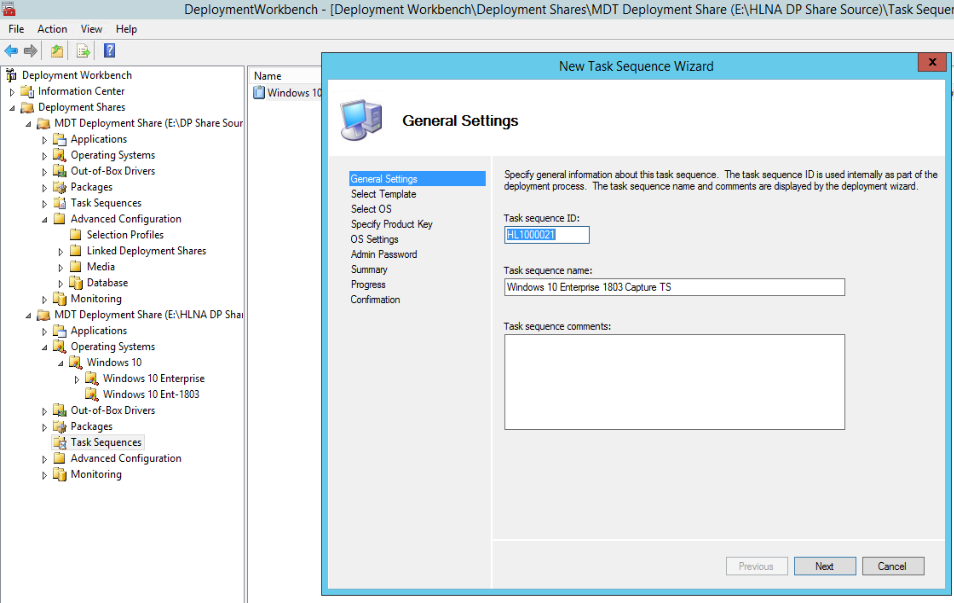 DeploymentWorkbench - [Deployment Workbench\Deployment Shares\MDT Deployment Share (E:\HLNA DP Share Source)\Task Sequen
File Action View Help
Deployment Workbench
Information Center
Deployment Shares
MDT Deployment Share (E:\DP Share Sour
Applications
Operating Systems
Out-of-Box Drivers
Packages
Task Sequences
Advanced Configuration
Selection Profiles
Linked Deployment Shares
Media
Database
Monitoring
MDT Deployment Share (E:\HLNA DP Shar
Applications
Operating Systems
Windows 10
Windows 10 Enterprise
Windows 10 Ent-1803
Out-of-Box Drivers
Packages
Task Sequences
Advanced Configuration
Monitoring
Name
Windows 10
New Task Sequence Wizard
x
General Settings
General Settings
Select Template
Select OS
Specify Product Key
OS Settings
Admin Password
Summary
Progress
Confirmation
Specify general information about this task sequence. The task sequence ID is used internally as part of the
deployment process. The task sequence name and comments are displayed by the deployment wizard.
Task sequence ID:
HL1000021
Task sequence name:
Windows 10 Enterprise 1803 Capture TS
Task sequence comments:
Previous Next Cancel